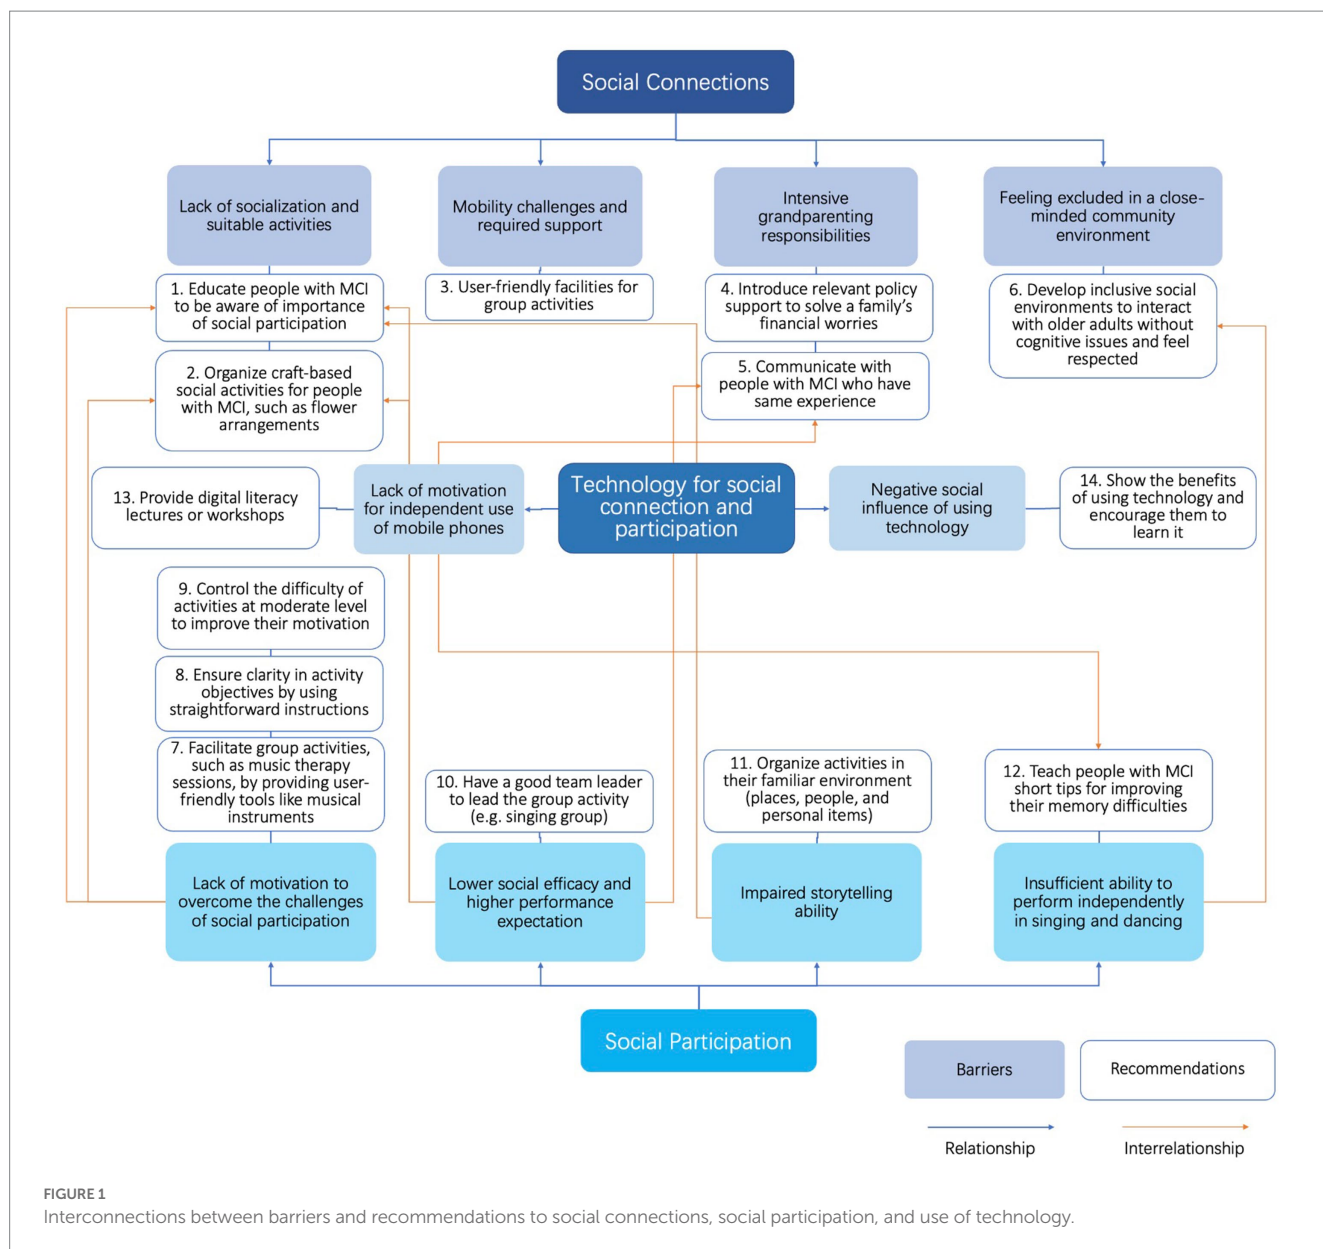 Social Connections
Lack of socialization and
suitable activities
Mobility challenges and
required support
Intensive
grandparenting
responsibilities
Feeling excluded in a close-
minded community
environment
1. Educate people with MCI
to be aware of importance
of social participation
3. User-friendly facilities for
group activities
4. Introduce relevant policy
support to solve a family’s
financial worries
6. Develop inclusive social
environments to interact
with older adults without
cognitive issues and feel
respected
2. Organize craft-based
social activities for people
with MCI, such as flower
arrangements
5. Communicate with
people with MCI who have
same experience
13. Provide digital literacy
lectures or workshops
Lack of motivation
for independent use
of mobile phones
Technology for social
connection and
participation
Negative social
influence of using
technology
14. Show the benefits
of using technology and
encourage them to
learn it
9. Control the difficulty of
activities at moderate level
to improve their motivation
8. Ensure clarity in activity
objectives by using
straightforward instructions
7. Facilitate group activities,
such as music therapy
sessions, by providing user-
friendly tools like musical
instruments
10. Have a good team leader
to lead the group activity
(e.g. singing group)
11. Organize activities in
their familiar environment
(places, people, and
personal items)
12. Teach people with MCI
short tips for improving
their memory difficulties
Lack of motivation to
overcome the challenges
of social participation
Lower social efficacy and
higher performance
expectation
Impaired storytelling
ability
Insufficient ability to
perform independently
in singing and dancing
Social Participation
Barriers
Recommendations
Relationship
Interrelationship
FIGURE 1
Interconnections between barriers and recommendations to social connections, social participation, and use of technology.